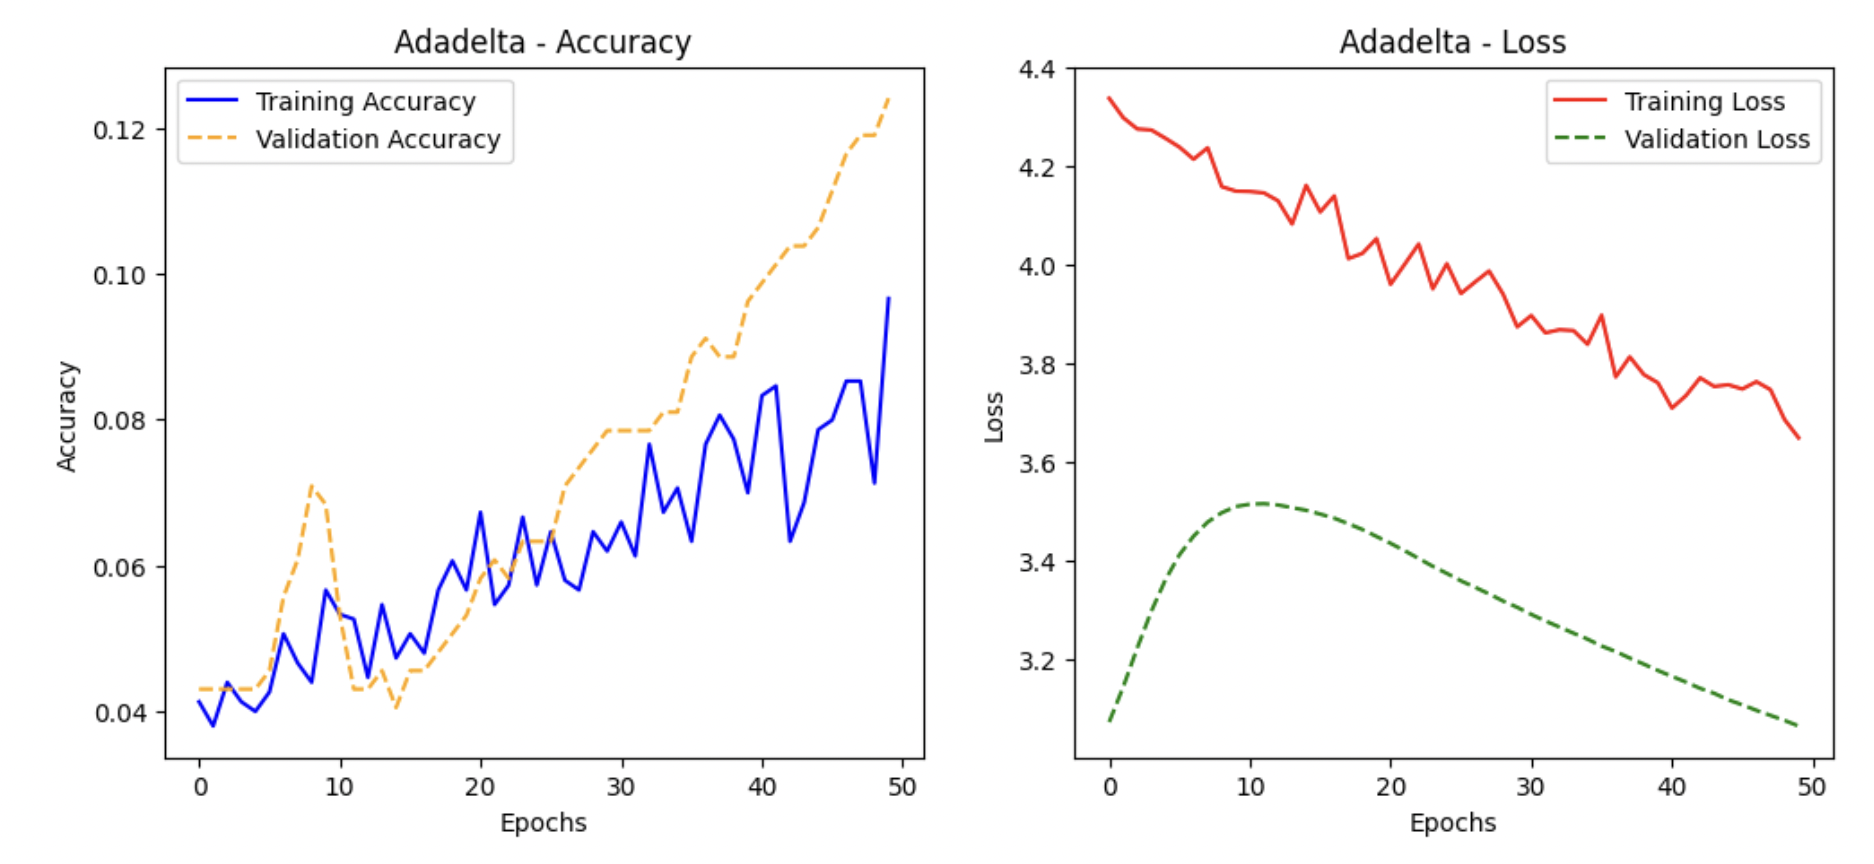 Adadelta - Accuracy
Training Accuracy
Validation Accuracy
0.12
0.10
0.08
0.06
0.04
Accuracy
0 10 20 30 40 50
Epochs
Adadelta - Loss
Training Loss
Validation Loss
4.4
4.2
4.0
3.8
3.6
3.4
3.2
Loss
0 10 20 30 40 50
Epochs